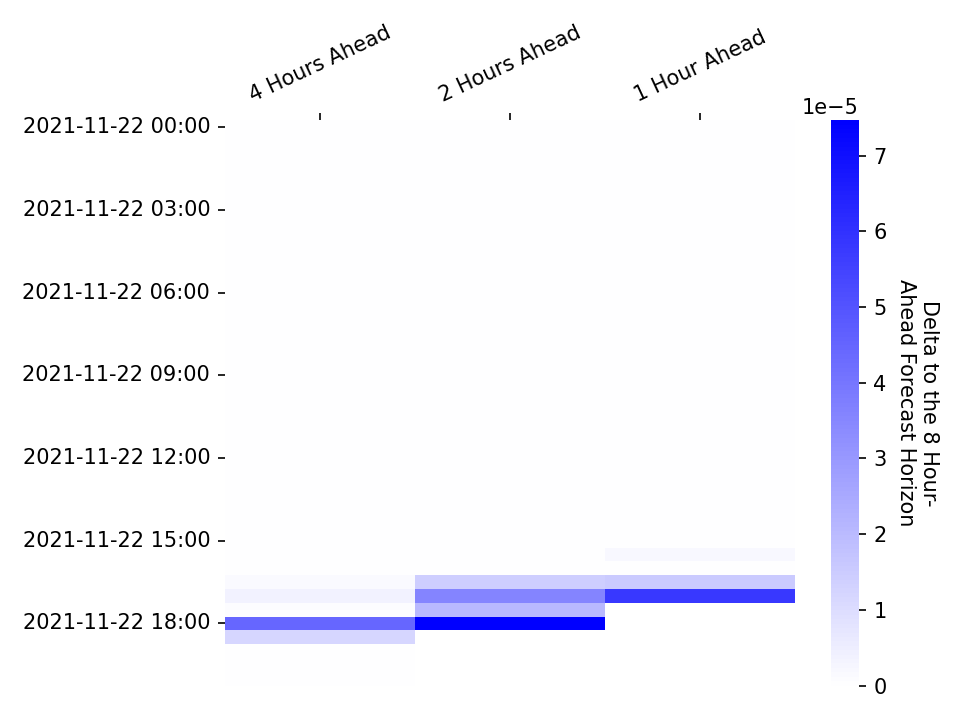 4 Hours Ahead
2 Hours Ahead
1 Hour Ahead
1e−5
2021-11-22 00:00
2021-11-22 03:00
2021-11-22 06:00
2021-11-22 09:00
2021-11-22 12:00
2021-11-22 15:00
2021-11-22 18:00
7
6
5
4
3
2
1
0
Delta to the 8 Hour-
Ahead Forecast Horizon